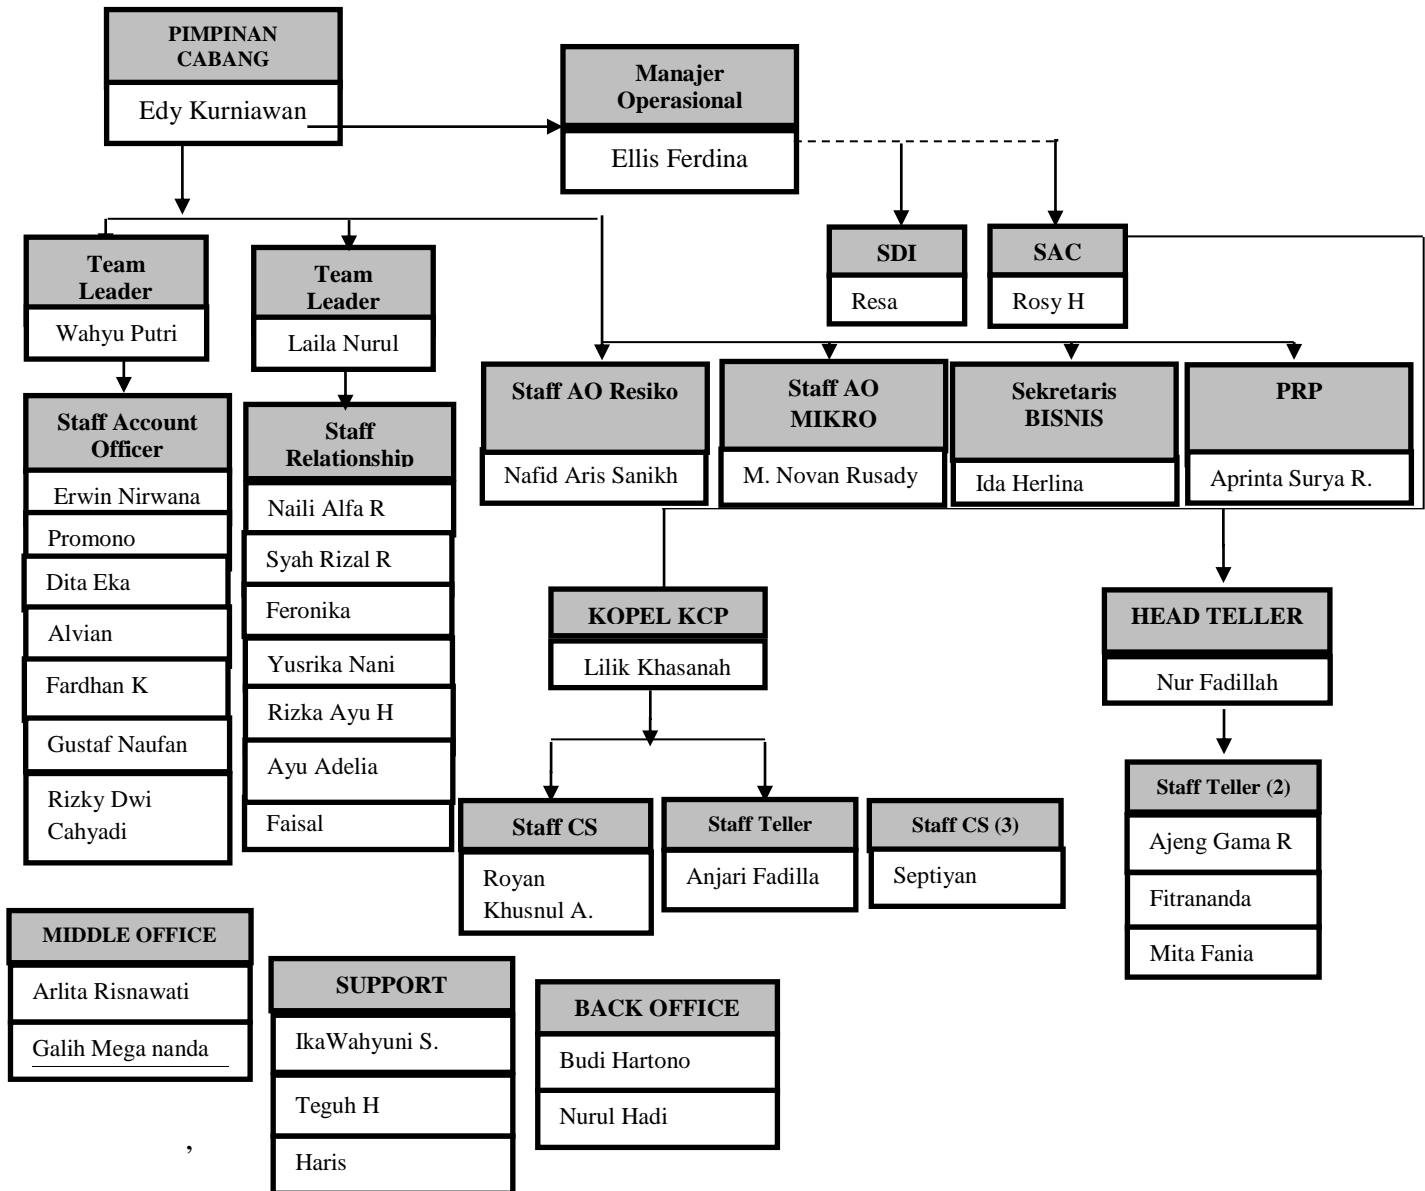 PIMPINAN
CABANG
Edy Kurniawan
Manajer
Operasional
Ellis Ferdina
SDI
Resa
SAC
Rosy H
Team
Leader
Wahyu Putri
Team
Leader
Laila Nurul
Staff Account
Officer
Erwin Nirwana
Promono
Dita Eka
Alvian
Fardhan K
Gustaf Naufan
Rizky Dwi
Cahyadi
Staff
Relationship
Naili Alfa R
Syah Rizal R
Feronika
Yusrika Nani
Rizka Ayu H
Ayu Adelia
Faisal
Staff AO Resiko
Nafid Aris Sanikh
Staff AO
MIKRO
M. Novan Rusady
Sekretaris
BISNIS
Ida Herlina
PRP
Aprinta Surya R.
KOPEL KCP
Lilik Khasanah
HEAD TELLER
Nur Fadillah
Staff CS
Royan
Khusnul A.
Staff Teller
Anjari Fadilla
Staff CS (3)
Septiyan
Staff Teller (2)
Ajeng Gama R
Fitrananda
Mita Fania
MIDDLE OFFICE
Arlita Risnawati
Galih Mega nanda
SUPPORT
IkaWahyuni S.
Teguh H
Haris
BACK OFFICE
Budi Hartono
Nurul Hadi
,